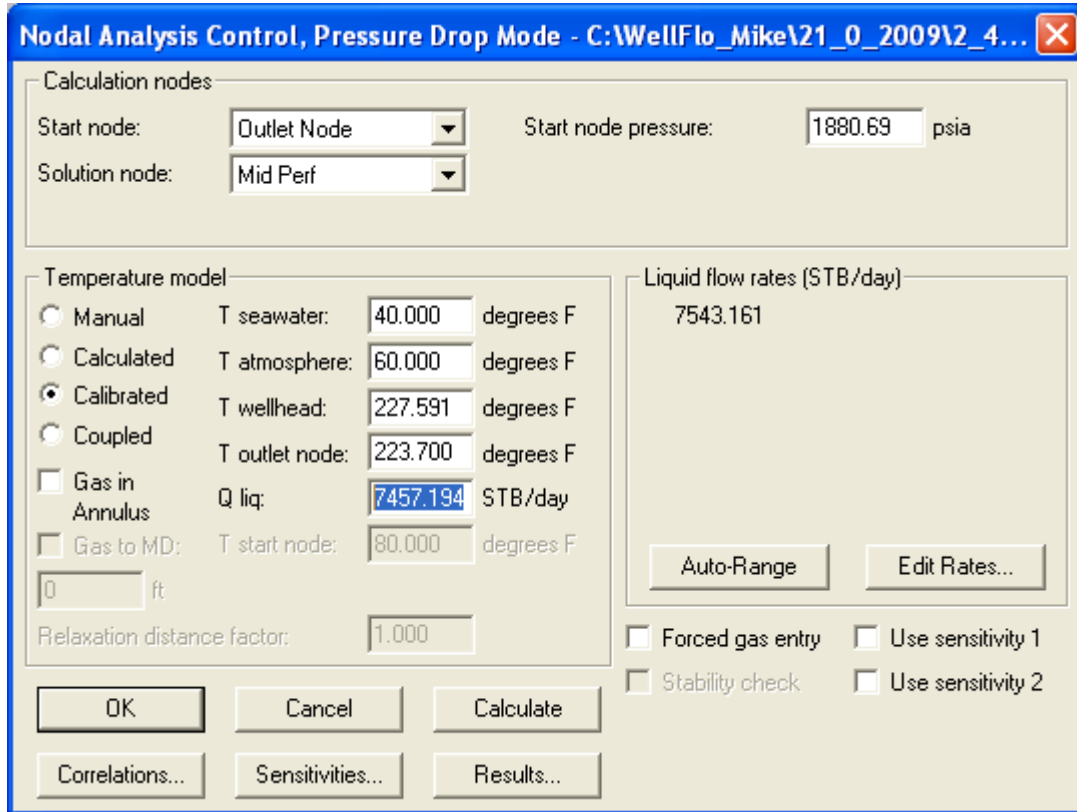 Nodal Analysis Control, Pressure Drop Mode - C:\WellFlo_Mike\21_0_2009\2_4...
Calculation nodes
Start node: Outlet Node Start node pressure: 1880.69 psia
Solution node: Mid Perf
Temperature model
Manual T seawater: 40.000 degrees F
Calculated T atmosphere: 60.000 degrees F
Calibrated T wellhead: 227.591 degrees F
Coupled T outlet node: 223.700 degrees F
Gas in
Annulus
Q liq: 7457.194 STB/day
Gas to MD: T start node: 80.000 degrees F
0 ft
Relaxation distance factor: 1.000
Liquid flow rates (STB/day)
7543.161
Auto-Range Edit Rates...
Forced gas entry Use sensitivity 1
Stability check Use sensitivity 2
OK Cancel Calculate
Correlations... Sensitivities... Results...